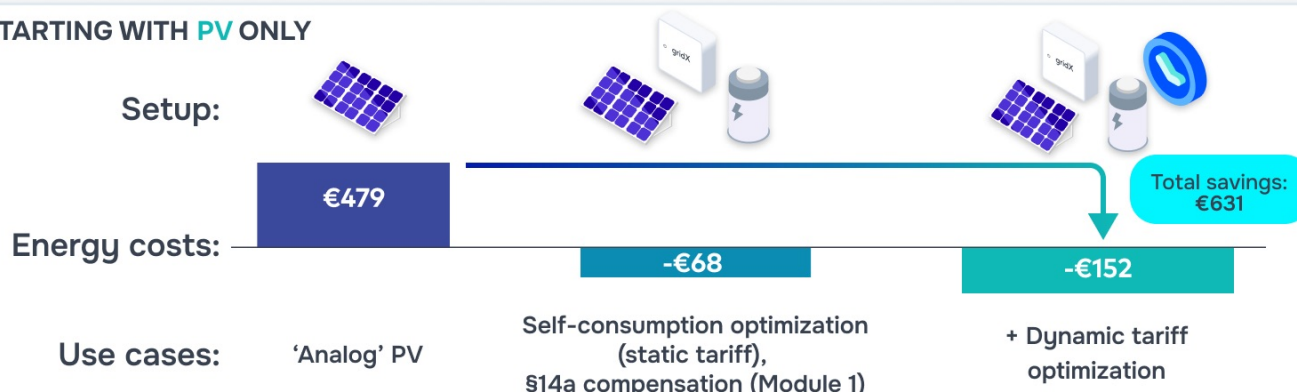 TARTING WITH PV ONLY
gridX
gridX
Setup:
€479
Total savings:
€631
Energy costs:
-€68
-€152
Use cases:
‘Analog’ PV
Self-consumption optimization
(static tariff),
§14a compensation (Module 1)
+ Dynamic tariff
optimization